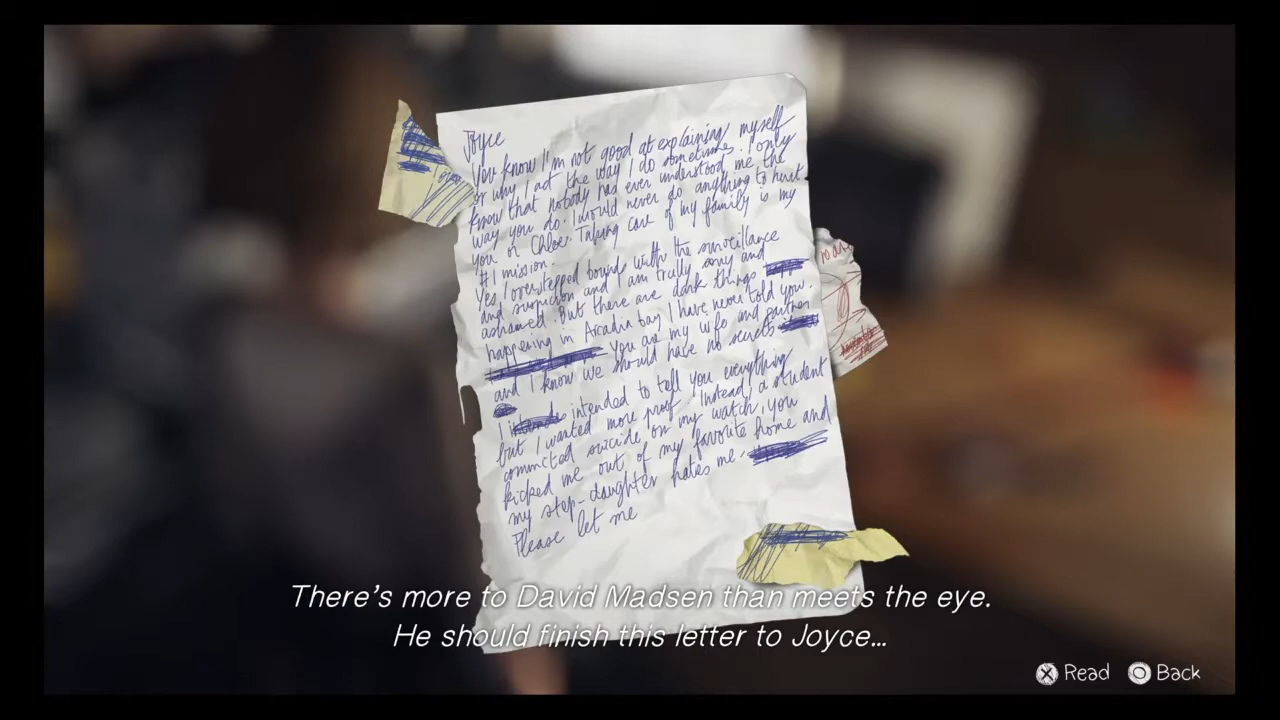 Joyce
You know I'm not good at explaining myself
or why I act the way I do sometimes. I only
know that nobody has ever understood me the
way you do. I would never do anything to hurt
you or Chloe. Taking care of my family is my
#1 mission.
Yes, I overstepped bounds with the surveillance
and suspicion and I am trully sorry and
ashamed. But there are dark things
happening in Arcadia bay I have never told you.
You are my wife and partner
and I know we should have no secrets
I intended to tell you everything
but I wanted more proof. Instead, a student
commited suicide on my watch, you
kicked me out of my favorite home and
my step-daughter hates me.
Please let me
There's more to David Madsen than meets the eye.
He should finish this letter to Joyce...
Read Back